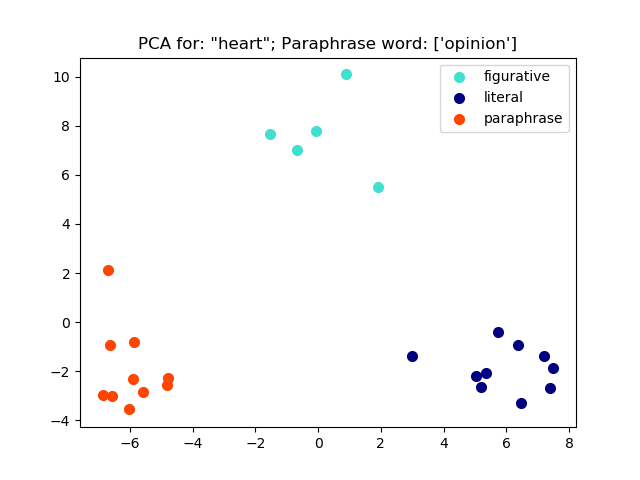 PCA for: "heart"; Paraphrase word: ['opinion']
figurative
literal
paraphrase
10
8
6
4
2
0
−2
−4
−6 −4 −2 0 2 4 6 8